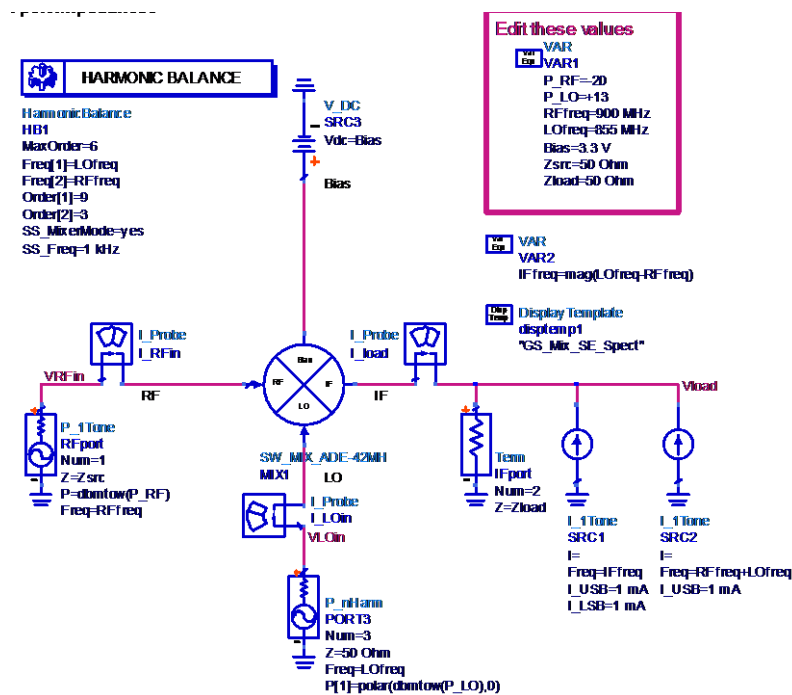 HARMONIC BALANCE
HarmonicBalance
HB1
MaxOrder=6
Freq[1]=LOfreq
Freq[2]=RFfreq
Order[1]=9
Order[2]=3
SS_MixerMode=yes
SS_Freq=1 kHz
V_DC
SRC3
Vdc=Bias
Bias
Edit these values
Var
Eqn
VAR
VAR1
P_RF=-20
P_LO=+13
RFfreq=900 MHz
LOfreq=855 MHz
Bias=3.3 V
Zsrc=50 Ohm
Zload=50 Ohm
Var
Eqn
VAR
VAR2
IFfreq=mag(LOfreq-RFfreq)
Disp
Temp
Display Template
disptemp1
"GS_Mix_SE_Spect"
I_Probe
I_RFin
I_Probe
I_load
VRFin
RF
Bias
RF
IF
LO
IF
Vload
P_1Tone
RFport
Num=1
Z=Zsrc
P=dbmtow(P_RF)
Freq=RFfreq
SW_MIX_ADE-42MH
MIX1
LO
I_Probe
I_LOin
VLOin
Term
IFport
Num=2
Z=Zload
I_1Tone
SRC1
I=
Freq=IFfreq
I_USB=1 mA
I_LSB=1 mA
I_1Tone
SRC2
I=
Freq=RFfreq+LOfreq
I_USB=1 mA
P_nHarm
PORT3
Num=3
Z=50 Ohm
Freq=LOfreq
P[1]=polar(dbmtow(P_LO),0)